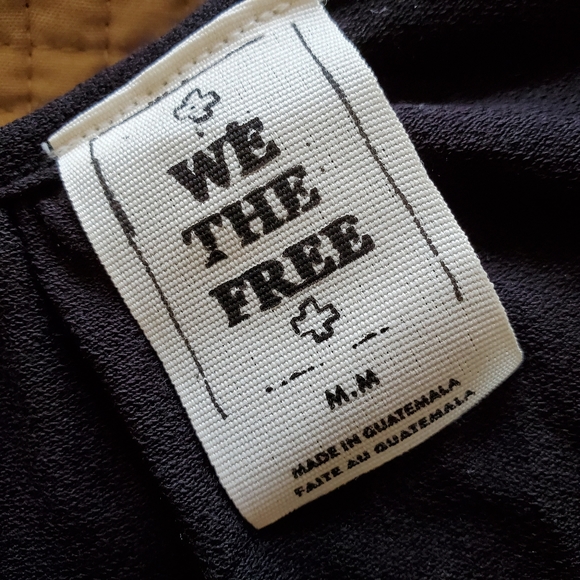 WE
THE
FREE
M.M
MADE IN GUATEMALA
FAITE AU GUATEMALA